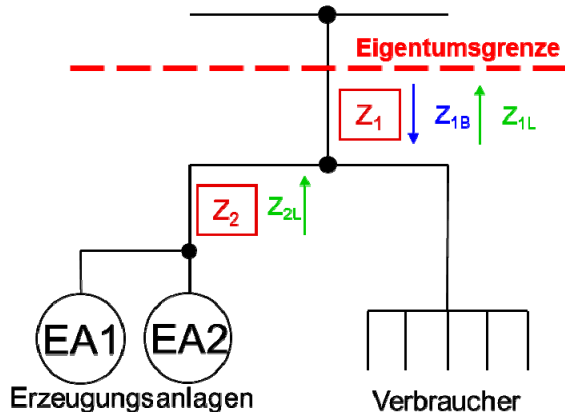 Eigentumsgrenze
Z1 Z1B Z1L
Z2 Z2L
EA1 EA2
Erzeugungsanlagen
Verbraucher